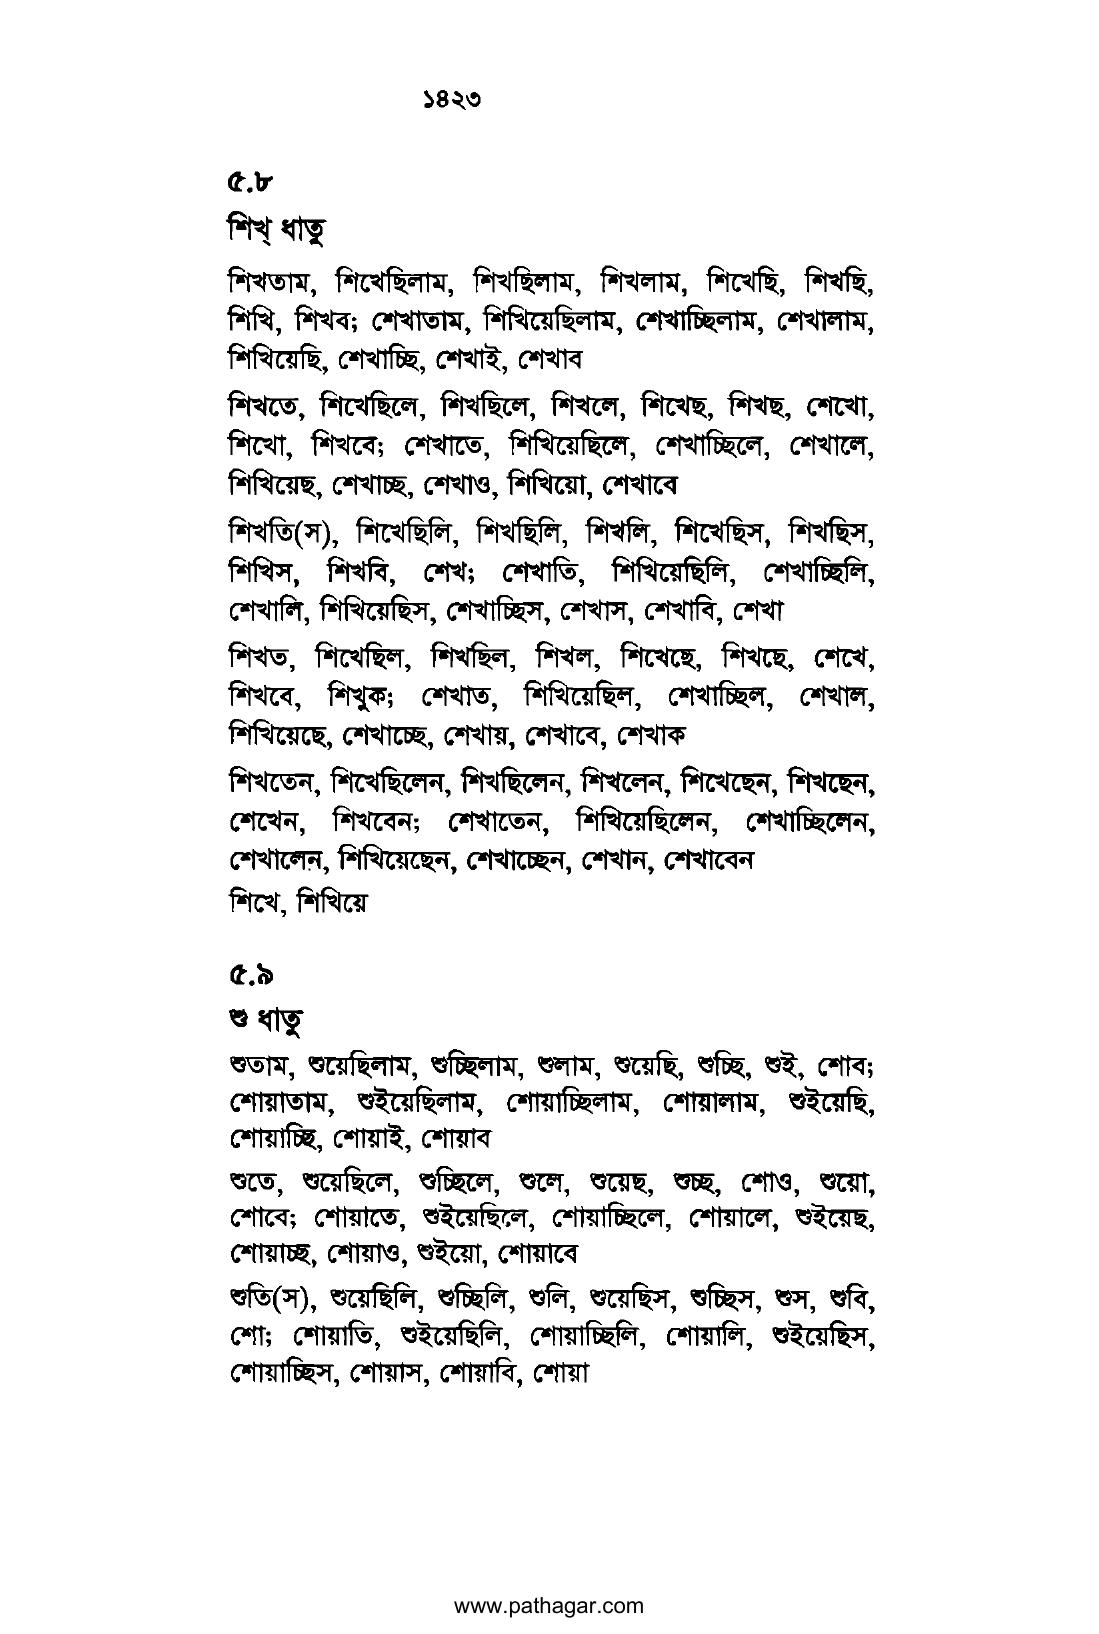 ১৪২৩
৫.৮
শিখ্ ধাতু
শিখতাম, শিখেছিলাম, শিখছিলাম, শিখলাম, শিখেছি, শিখছি,
শিখি, শিখব; শেখাতাম, শিখিয়েছিলাম, শেখাচ্ছিলাম, শেখালাম,
শিখিয়েছি, শেখাচ্ছি, শেখাই, শেখাব
শিখতে, শিখেছিলে, শিখছিলে, শিখলে, শিখেছ, শিখছ, শেখো,
শিখো, শিখবে; শেখাতে, শিখিয়েছিলে, শেখাচ্ছিলে, শেখালে,
শিখিয়েছ, শেখাচ্ছ, শেখাও, শিখিয়ো, শেখাবে
শিখতি(স), শিখেছিলি, শিখছিলি, শিখলি, শিখেছিস, শিখছিস,
শিখিস, শিখবি, শেখ; শেখাতি, শিখিয়েছিলি, শেখাচ্ছিলি,
শেখালি, শিখিয়েছিস, শেখাচ্ছিস, শেখাস, শেখাবি, শেখা
শিখত, শিখেছিল, শিখছিল, শিখল, শিখেছে, শিখছে, শেখে,
শিখবে, শিখুক; শেখাত, শিখিয়েছিল, শেখাচ্ছিল, শেখাল,
শিখিয়েছে, শেখাচ্ছে, শেখায়, শেখাবে, শেখাক
শিখতেন, শিখেছিলেন, শিখছিলেন, শিখলেন, শিখেছেন, শিখছেন,
শেখেন, শিখবেন; শেখাতেন, শিখিয়েছিলেন, শেখাচ্ছিলেন,
শেখালেন, শিখিয়েছেন, শেখাচ্ছেন, শেখান, শেখাবেন
শিখে, শিখিয়ে
৫.৯
শু ধাতু
শুতাম, শুয়েছিলাম, শুচ্ছিলাম, শুলাম, শুয়েছি, শুচ্ছি, শুই, শোব;
শোয়াতাম, শুইয়েছিলাম, শোয়াচ্ছিলাম, শোয়ালাম, শুইয়েছি,
শোয়াচ্ছি, শোয়াই, শোয়াব
শুতে, শুয়েছিলে, শুচ্ছিলে, শুলে, শুয়েছ, শুচ্ছ, শোও, শুয়ো,
শোবে; শোয়াতে, শুইয়েছিলে, শোয়াচ্ছিলে, শোয়ালে, শুইয়েছ,
শোয়াচ্ছ, শোয়াও, শুইয়ো, শোয়াবে
শুতি(স), শুয়েছিলি, শুচ্ছিলি, শুলি, শুয়েছিস, শুচ্ছিস, শুস, শুবি,
শো; শোয়াতি, শুইয়েছিলি, শোয়াচ্ছিলি, শোয়ালি, শুইয়েছিস,
শোয়াচ্ছিস, শোয়াস, শোয়াবি, শোয়া
www.pathagar.com